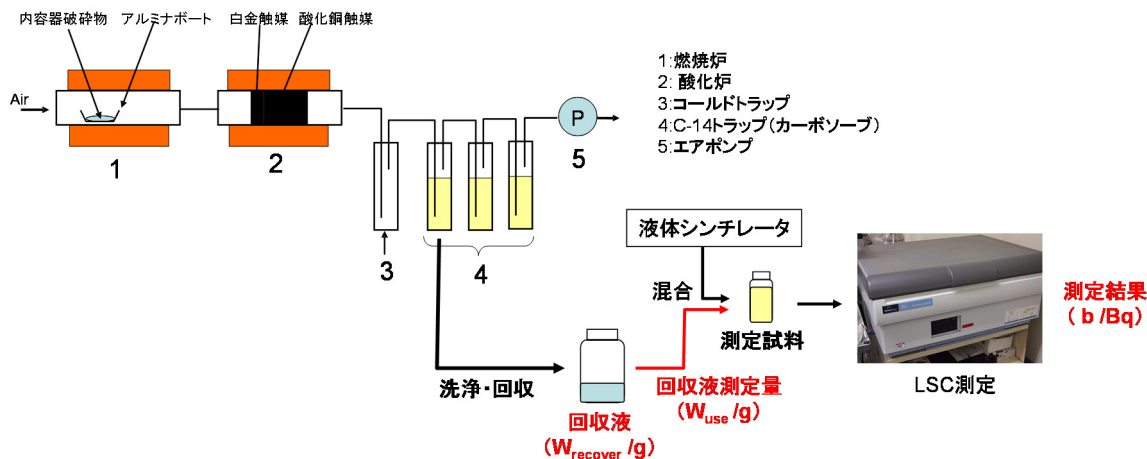 内容器破砕物 アルミナボート 白金触媒 酸化銅触媒
Air
1
2
3
4
P
5
1:燃焼炉
2: 酸化炉
3:コールドトラップ
4:C-14トラップ(カーボソーブ)
5:エアポンプ
液体シンチレータ
混合
測定試料
測定結果
( b /Bq)
LSC測定
洗浄・回収
回収液
(Wrecover /g)
回収液測定量
(Wuse /g)